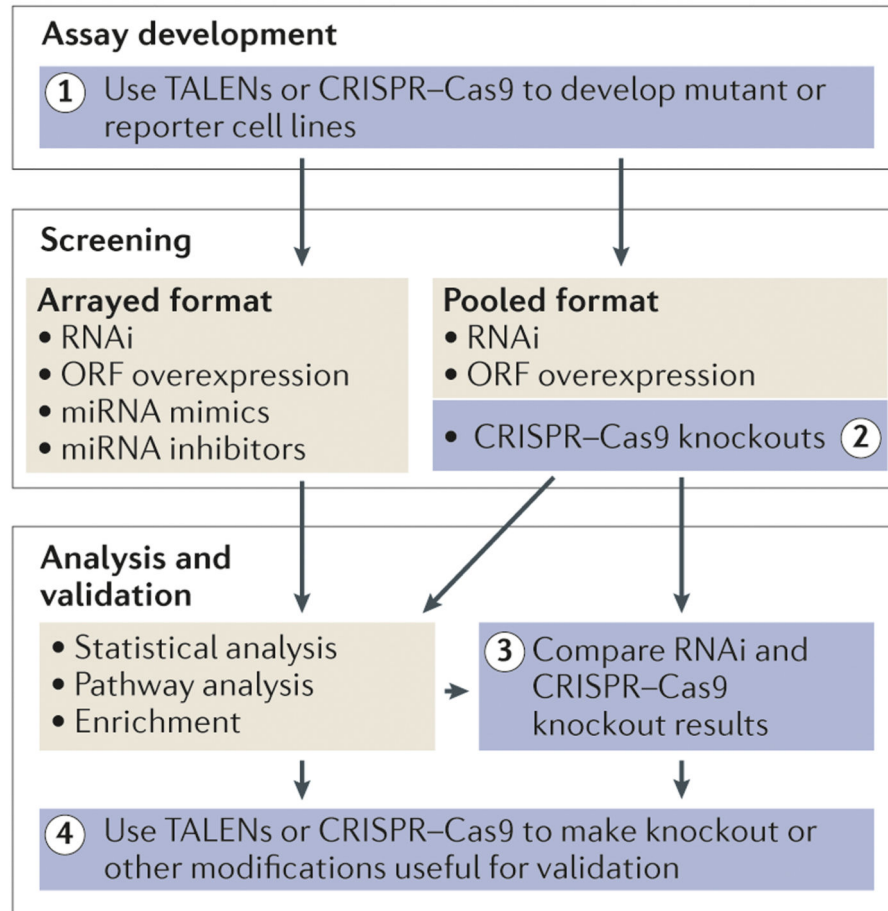 Assay development
1 Use TALENs or CRISPR–Cas9 to develop mutant or
reporter cell lines
Screening
Arrayed format
• RNAi
• ORF overexpression
• miRNA mimics
• miRNA inhibitors
Pooled format
• RNAi
• ORF overexpression
• CRISPR–Cas9 knockouts 2
Analysis and
validation
• Statistical analysis
• Pathway analysis
• Enrichment
3 Compare RNAi and
CRISPR–Cas9
knockout results
4 Use TALENs or CRISPR–Cas9 to make knockout or
other modifications useful for validation